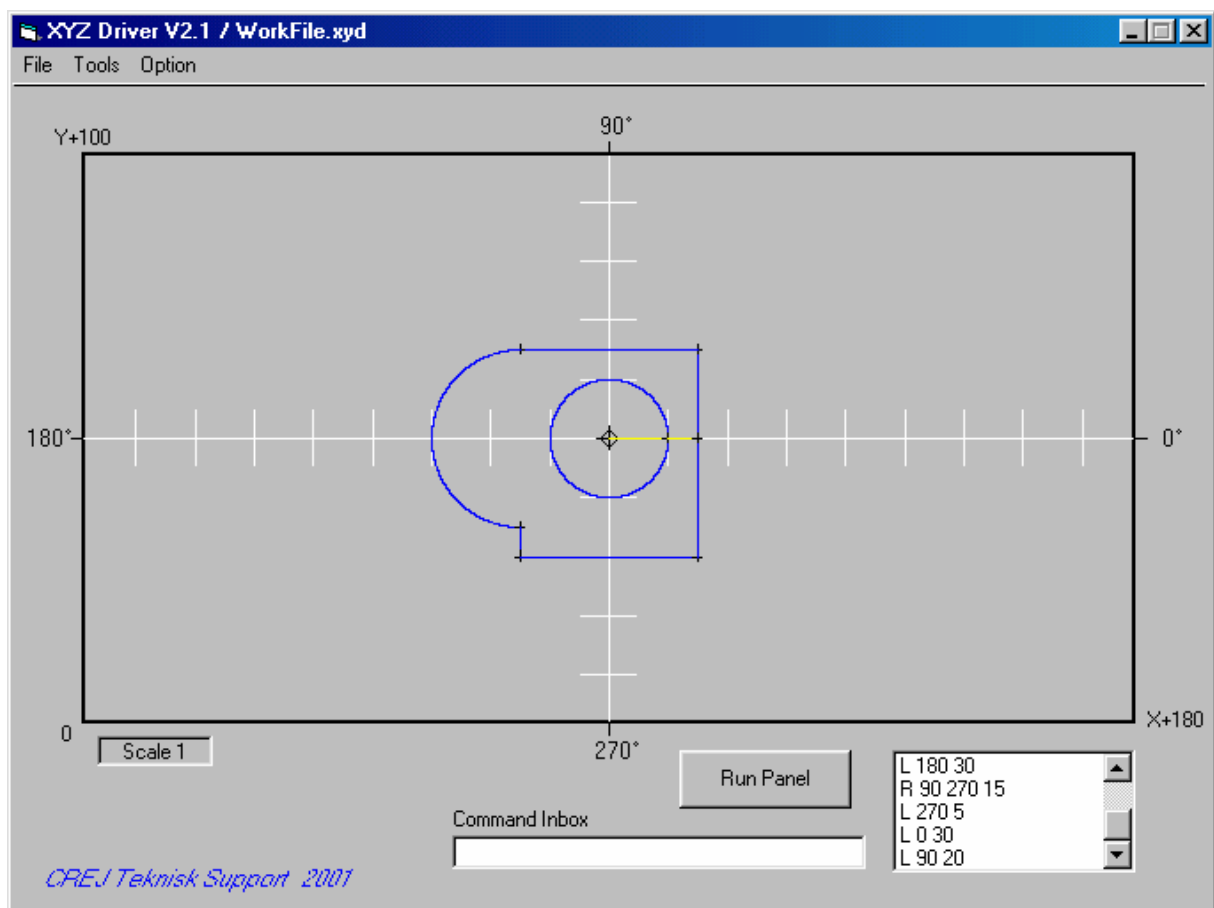 XYZ Driver V2.1 / WorkFile.xyd
File Tools Option
90°
Y+100
180°
0°
X+180
0
270°
Scale 1
Run Panel
L 180 30
R 90 270 15
L 270 5
L 0 30
L 90 20
Command Inbox
CREJ Teknisk Support 2001